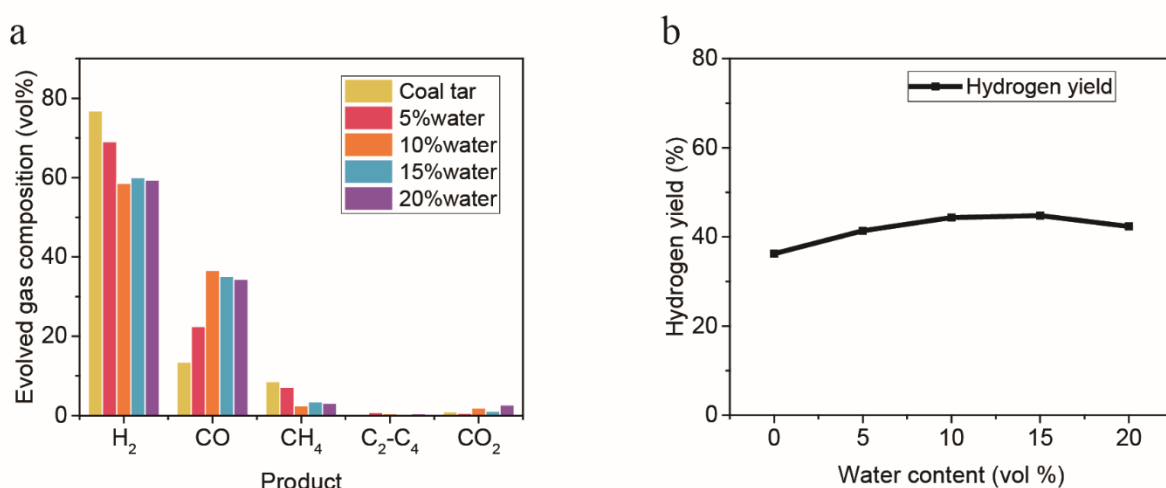 a
Evolved gas composition (vol%)
80
60
40
20
0
Coal tar
5%water
10%water
15%water
20%water
H₂ CO CH₄ C₂-C₄ CO₂
Product
b
Hydrogen yield (%)
80
60
40
20
0
Hydrogen yield
0 5 10 15 20
Water content (vol %)